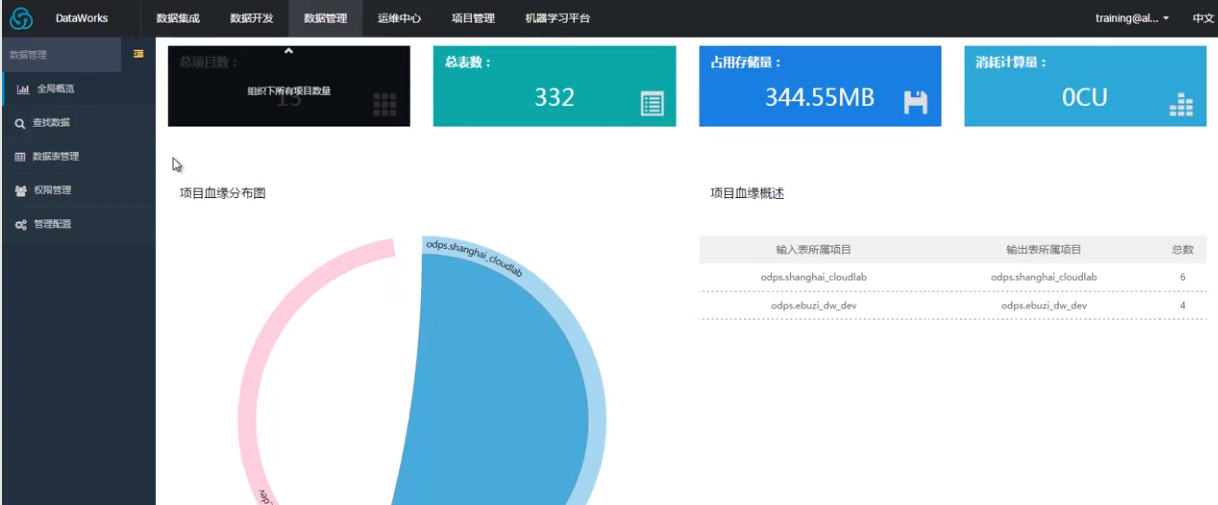 DataWorks 数据集成 数据开发 数据管理 运维中心 项目管理 机器学习平台 training@al... 中文
数据管理
全局概览
查找数据
数据表管理
权限管理
管理配置
总项目数：
组织下所有项目数量
13
总表数：
332
占用存储量：
344.55MB
消耗计算量：
0CU
项目血缘分布图
odps.shanghai_cloudlab
项目血缘概述
输入表所属项目 输出表所属项目 总数
odps.shanghai_cloudlab odps.shanghai_cloudlab 6
odps.ebuzi_dw_dev odps.ebuzi_dw_dev 4